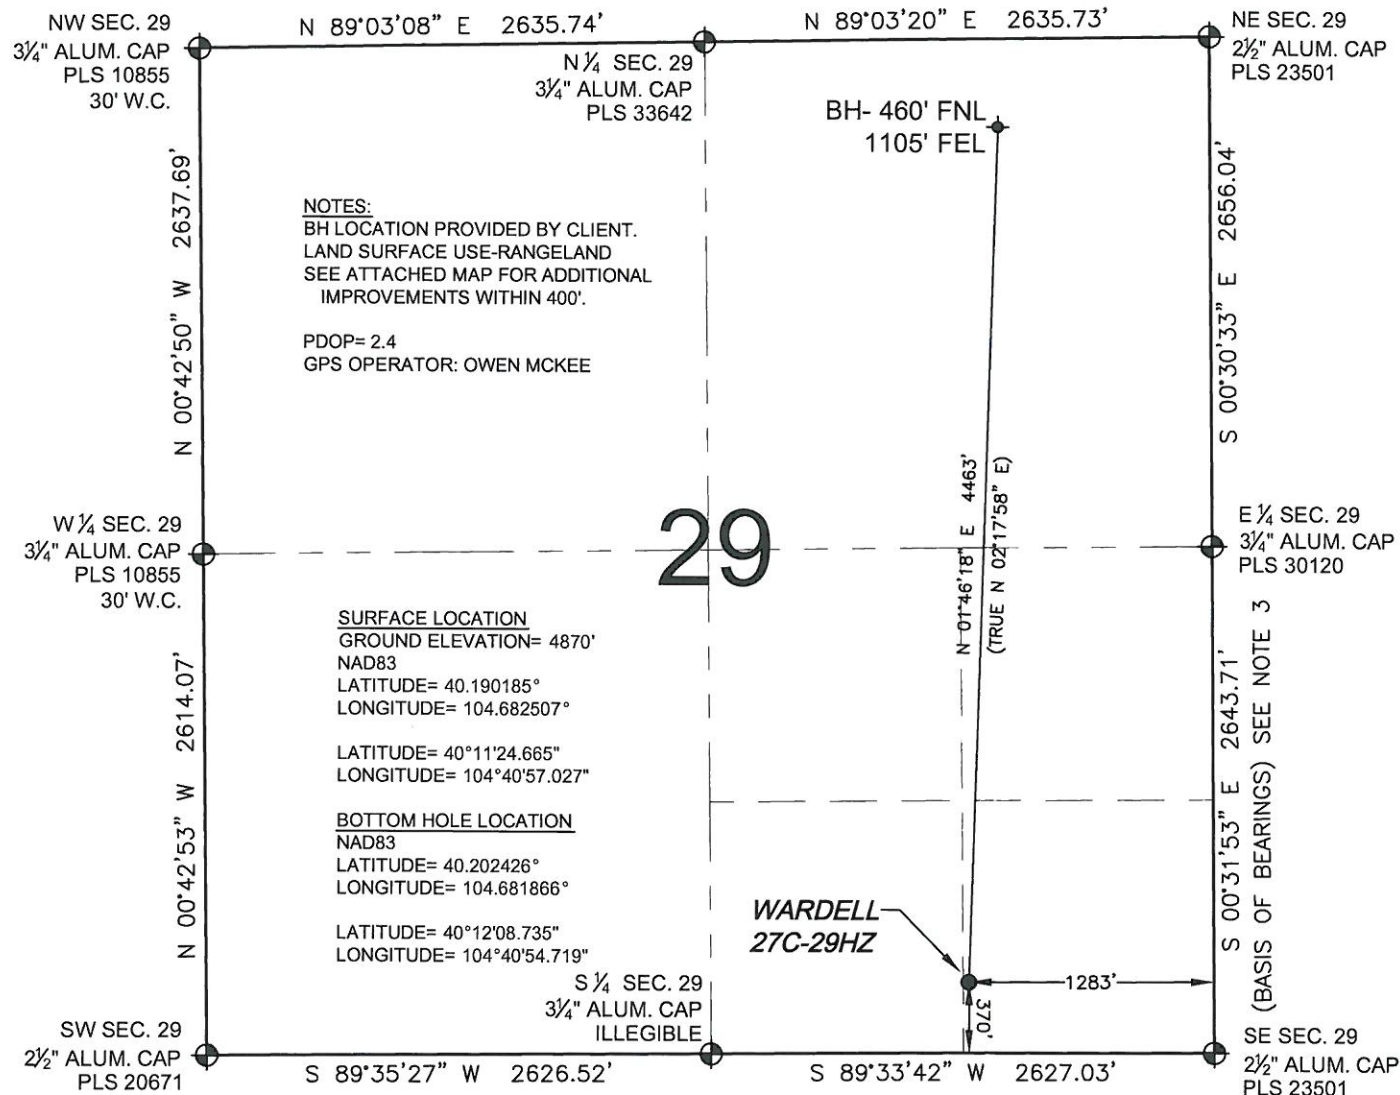 NW SEC. 29
3¼" ALUM. CAP
PLS 10855
30' W.C.
N 89°03'08" E 2635.74'
N ¼ SEC. 29
3¼" ALUM. CAP
PLS 33642
N 89°03'20" E 2635.73'
NE SEC. 29
2½" ALUM. CAP
PLS 23501
BH- 460' FNL
1105' FEL
N 00°42'50" W 2637.69'
NOTES:
BH LOCATION PROVIDED BY CLIENT.
LAND SURFACE USE-RANGELAND
SEE ATTACHED MAP FOR ADDITIONAL
IMPROVEMENTS WITHIN 400'.
PDOP= 2.4
GPS OPERATOR: OWEN MCKEE
S 00°30'33" E 2656.04'
W ¼ SEC. 29
3¼" ALUM. CAP
PLS 10855
30' W.C.
29
N 01°46'18" E 4463'
(TRUE N 02°17'58" E)
E ¼ SEC. 29
3¼" ALUM. CAP
PLS 30120
N 00°42'53" W 2614.07'
SURFACE LOCATION
GROUND ELEVATION= 4870'
NAD83
LATITUDE= 40.190185°
LONGITUDE= 104.682507°
LATITUDE= 40°11'24.665"
LONGITUDE= 104°40'57.027"
BOTTOM HOLE LOCATION
NAD83
LATITUDE= 40.202426°
LONGITUDE= 104.681866°
LATITUDE= 40°12'08.735"
LONGITUDE= 104°40'54.719"
S 00°31'53" E 2643.71'
(BASIS OF BEARINGS) SEE NOTE 3
WARDELL
27C-29HZ
1283'
370'
SW SEC. 29
2½" ALUM. CAP
PLS 20671
S 89°35'27" W 2626.52'
S ¼ SEC. 29
3¼" ALUM. CAP
ILLEGIBLE
S 89°33'42" W 2627.03'
SE SEC. 29
2½" ALUM. CAP
PLS 23501